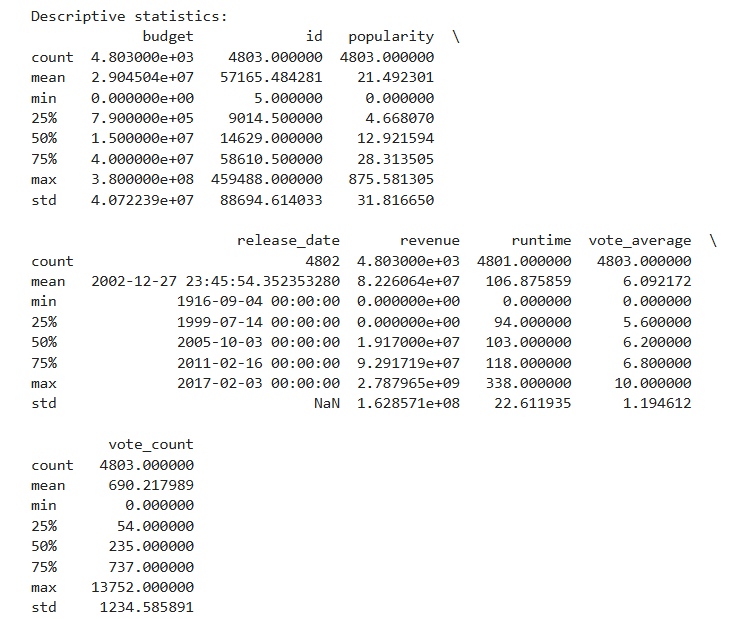 Descriptive statistics:
budget id popularity \
count 4.803000e+03 4803.000000 4803.000000
mean 2.904504e+07 57165.484281 21.492301
min 0.000000e+00 5.000000 0.000000
25% 7.900000e+05 9014.500000 4.668070
50% 1.500000e+07 14629.000000 12.921594
75% 4.000000e+07 58610.500000 28.313505
max 3.800000e+08 459488.000000 875.581305
std 4.072239e+07 88694.614033 31.816650
release_date revenue runtime vote_average \
count 4802 4.803000e+03 4801.000000 4803.000000
mean 2002-12-27 23:45:54.352353280 8.226064e+07 106.875859 6.092172
min 1916-09-04 00:00:00 0.000000e+00 0.000000 0.000000
25% 1999-07-14 00:00:00 0.000000e+00 94.000000 5.600000
50% 2005-10-03 00:00:00 1.917000e+07 103.000000 6.200000
75% 2011-02-16 00:00:00 9.291719e+07 118.000000 6.800000
max 2017-02-03 00:00:00 2.787965e+09 338.000000 10.000000
std NaN 1.628571e+08 22.611935 1.194612
vote_count
count 4803.000000
mean 690.217989
min 0.000000
25% 54.000000
50% 235.000000
75% 737.000000
max 13752.000000
std 1234.585891